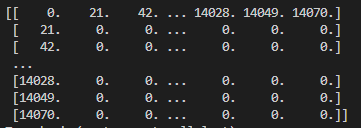 [[ 0. 21. 42. ... 14028. 14049. 14070.]
[ 21. 0. 0. ... 0. 0. 0.]
[ 42. 0. 0. ... 0. 0. 0.]
...
[14028. 0. 0. ... 0. 0. 0.]
[14049. 0. 0. ... 0. 0. 0.]
[14070. 0. 0. ... 0. 0. 0.]]